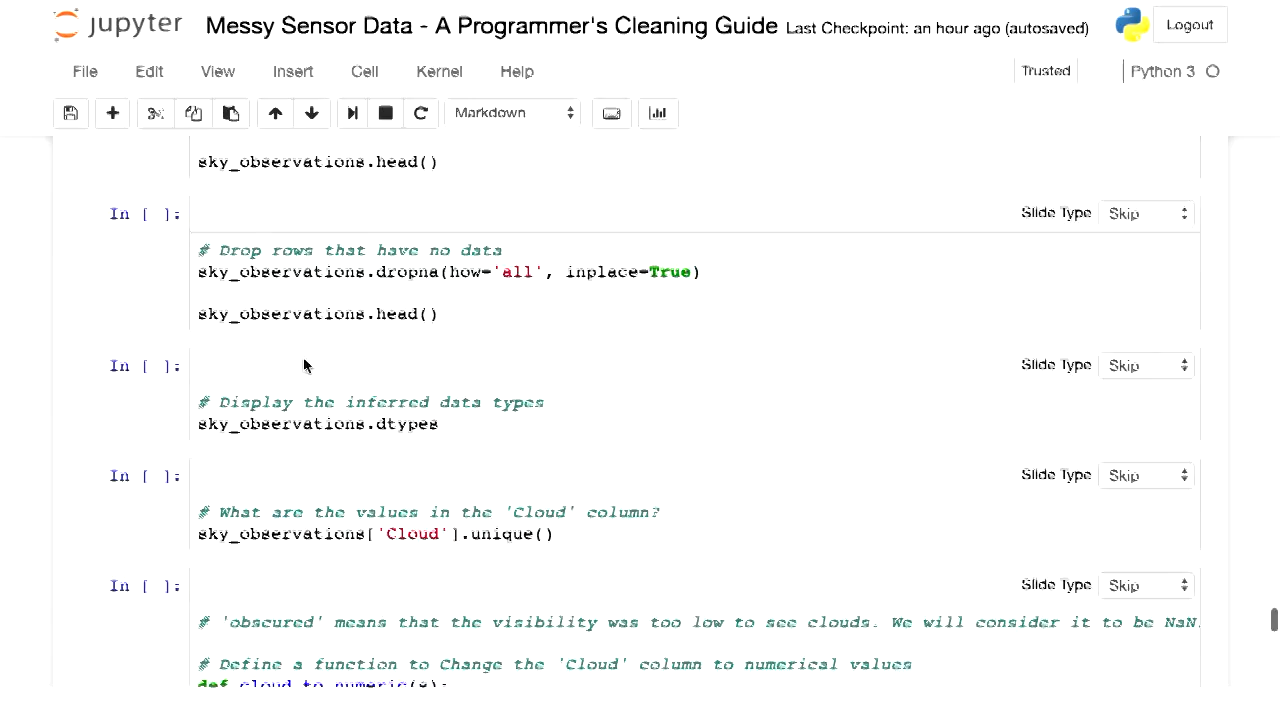 jupyter Messy Sensor Data - A Programmer's Cleaning Guide Last Checkpoint: an hour ago (autosaved) Logout
File Edit View Insert Cell Kernel Help Trusted Python 3
Markdown
sky_observations.head()
In [ ]: Slide Type Skip
# Drop rows that have no data
sky_observations.dropna(how='all', inplace=True)
sky_observations.head()
In [ ]: Slide Type Skip
# Display the inferred data types
sky_observations.dtypes
In [ ]: Slide Type Skip
# What are the values in the 'Cloud' column?
sky_observations['Cloud'].unique()
In [ ]: Slide Type Skip
# 'obscured' means that the visibility was too low to see clouds. We will consider it to be NaN.
# Define a function to Change the 'Cloud' column to numerical values
def cloud_to_numeric(s):